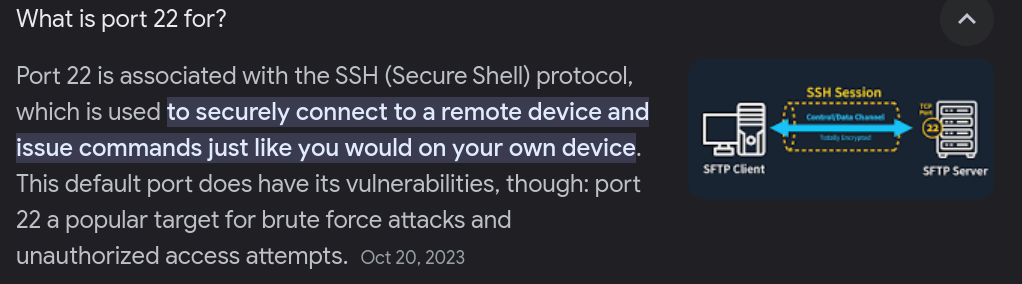 What is port 22 for?
Port 22 is associated with the SSH (Secure Shell) protocol,
which is used to securely connect to a remote device and
issue commands just like you would on your own device.
This default port does have its vulnerabilities, though: port
22 a popular target for brute force attacks and
unauthorized access attempts. Oct 20, 2023
SSH Session
Control/Data Channel
Totally Encrypted
TCP
Port
22
SFTP Client
SFTP Server